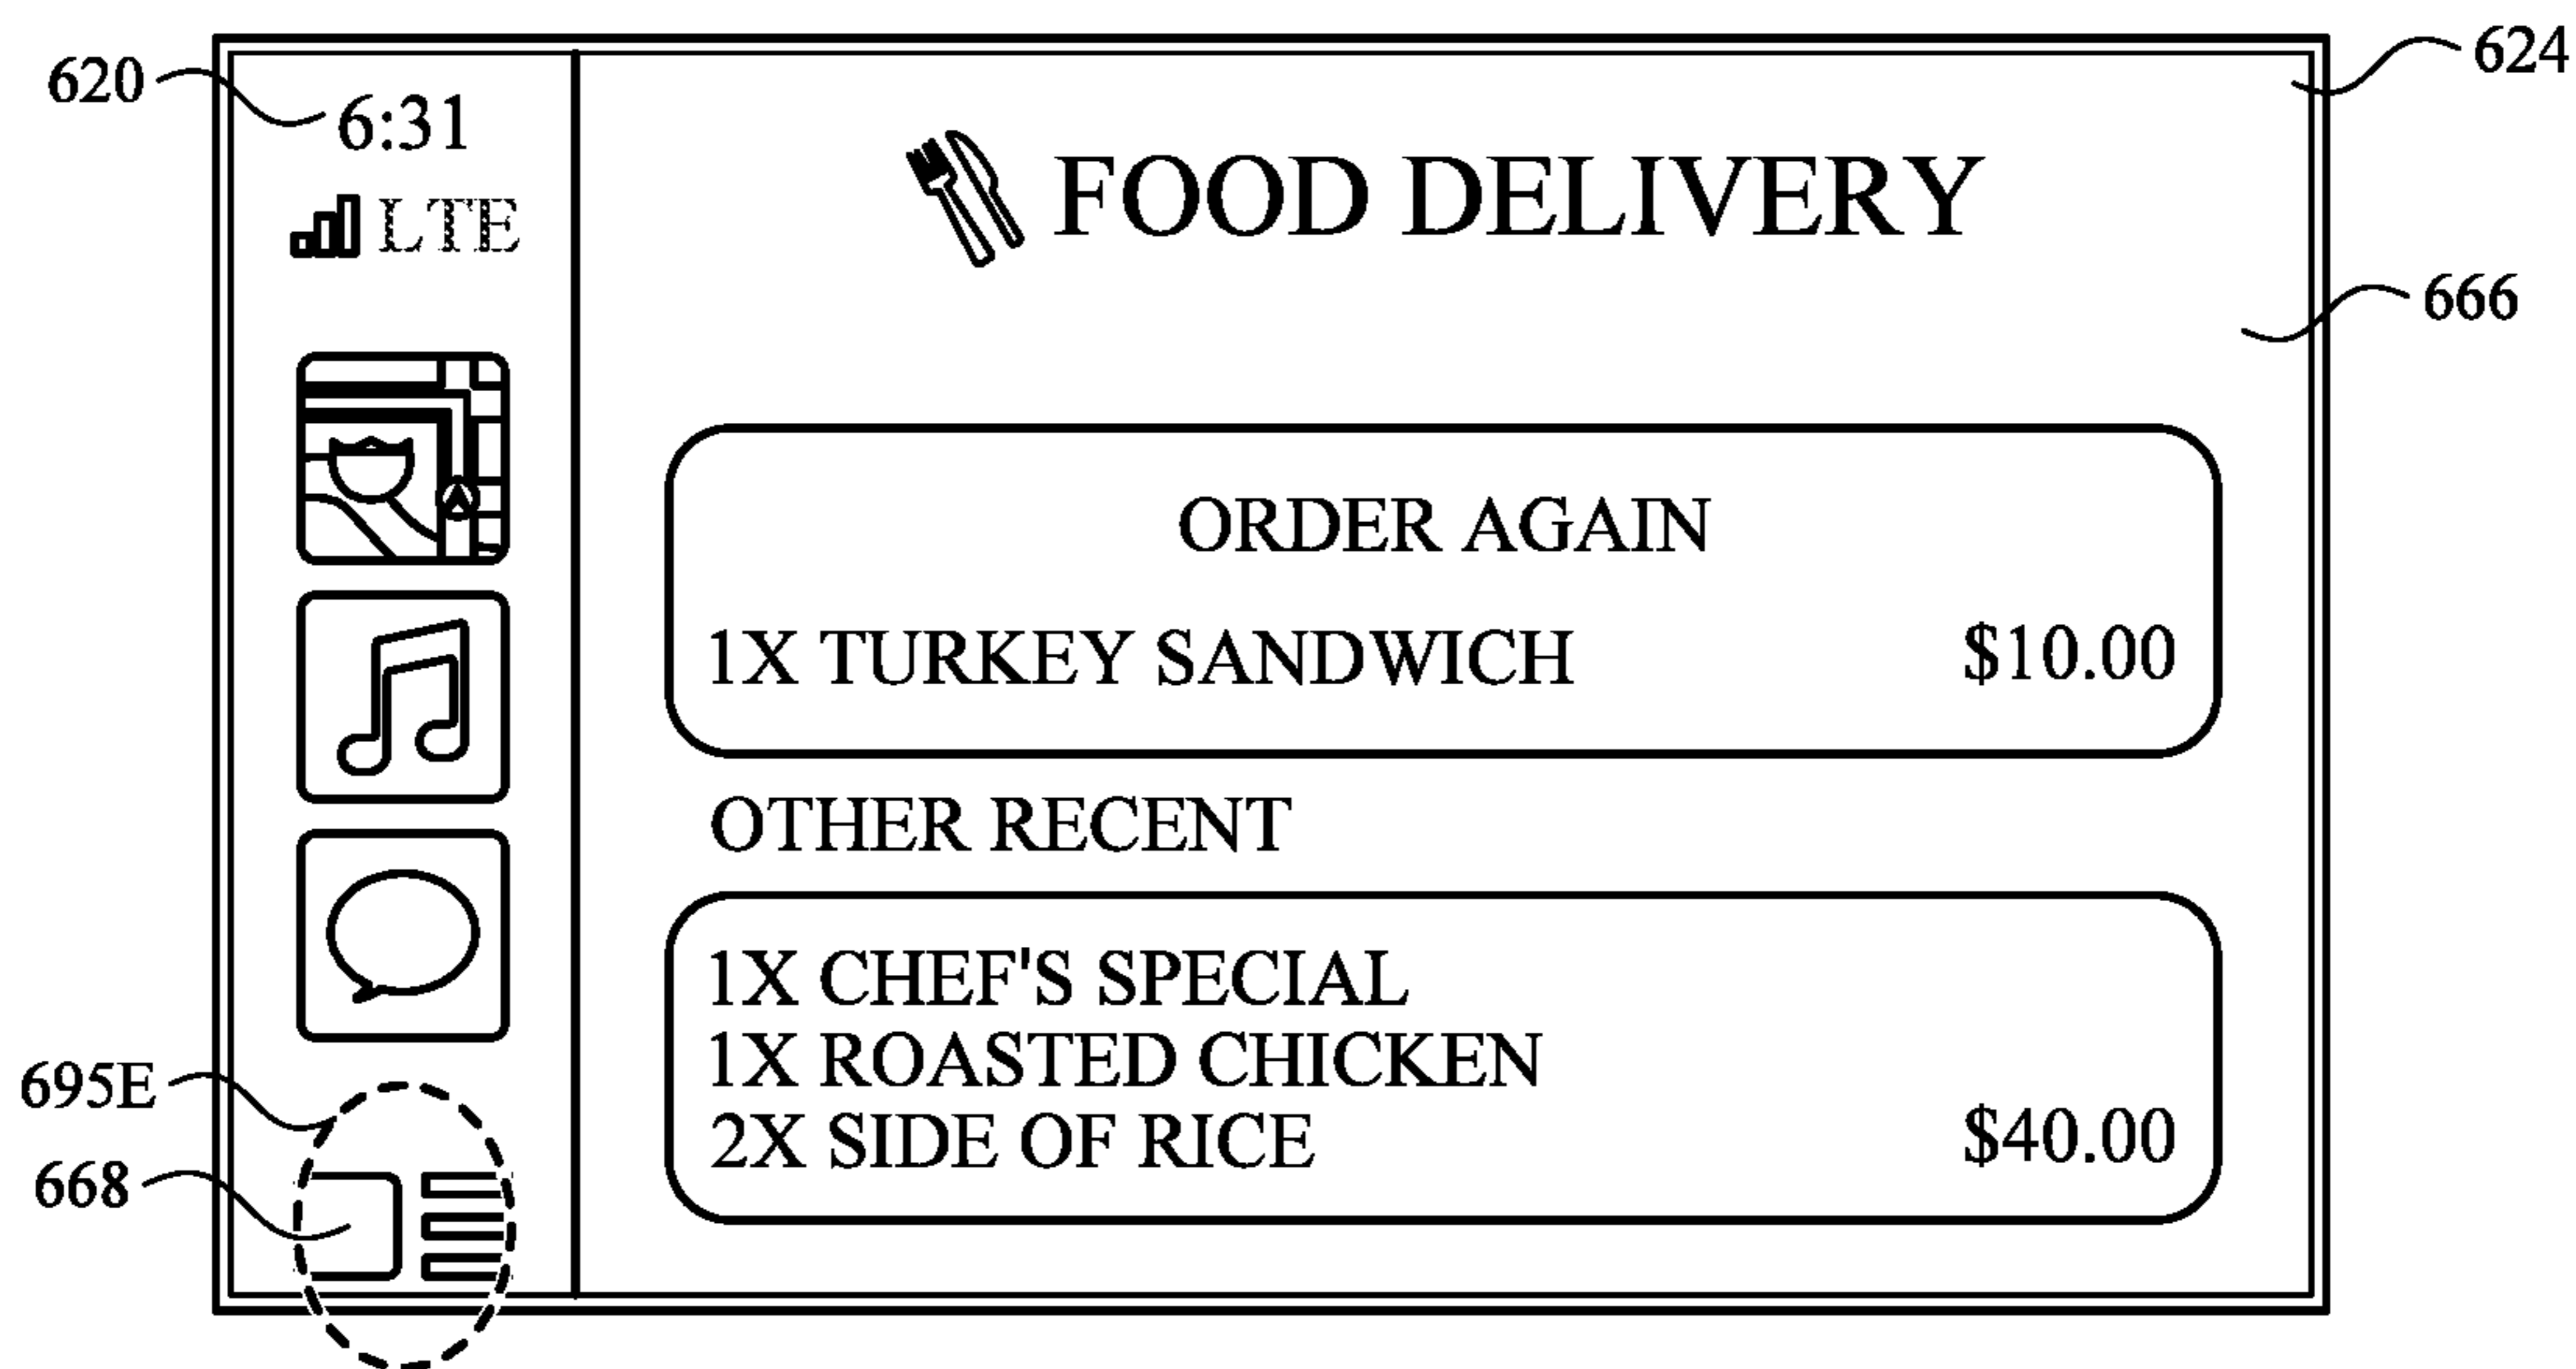 620
6:31
LTE
624
FOOD DELIVERY
666
ORDER AGAIN
1X TURKEY SANDWICH $10.00
OTHER RECENT
1X CHEF'S SPECIAL
1X ROASTED CHICKEN
2X SIDE OF RICE $40.00
695E
668